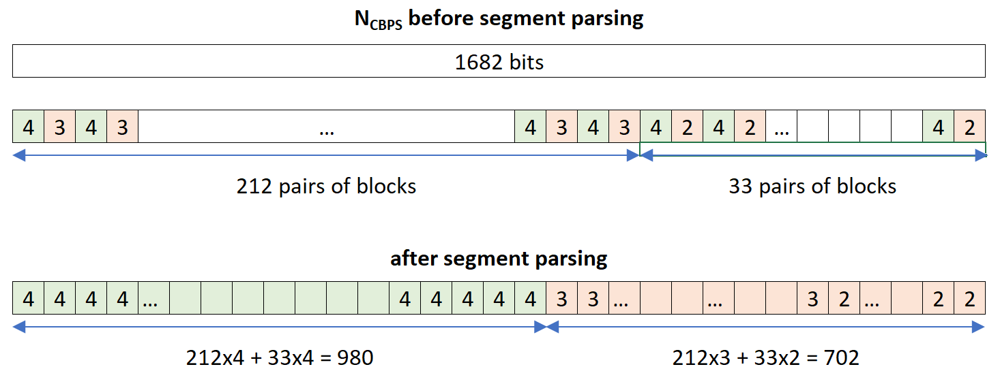 N_CBPS before segment parsing
1682 bits
4 3 4 3 ... 4 3 4 3 4 2 4 2 ... 4 2
212 pairs of blocks 33 pairs of blocks
after segment parsing
4 4 4 4 ... 4 4 4 4 4 3 3 ... ... 3 2 ... 2 2
212x4 + 33x4 = 980 212x3 + 33x2 = 702